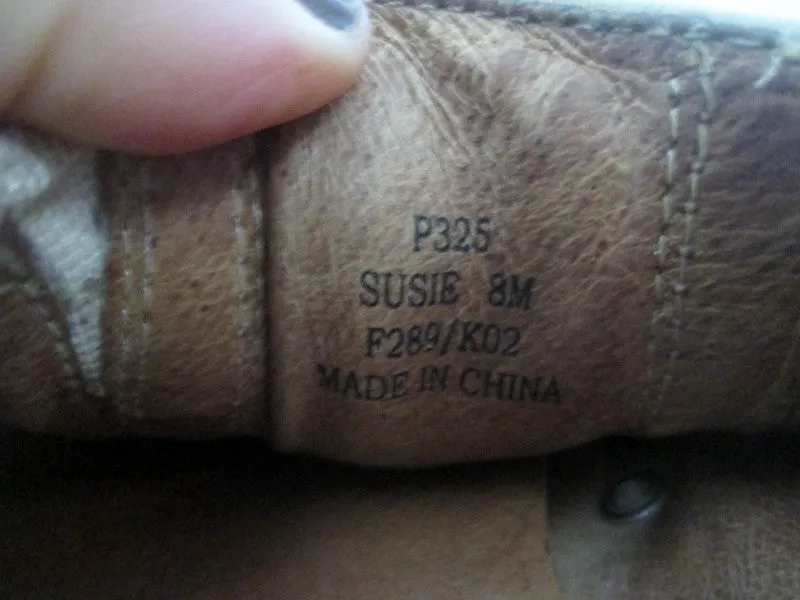 P325
SUSIE 8M
F289/K02
MADE IN CHINA